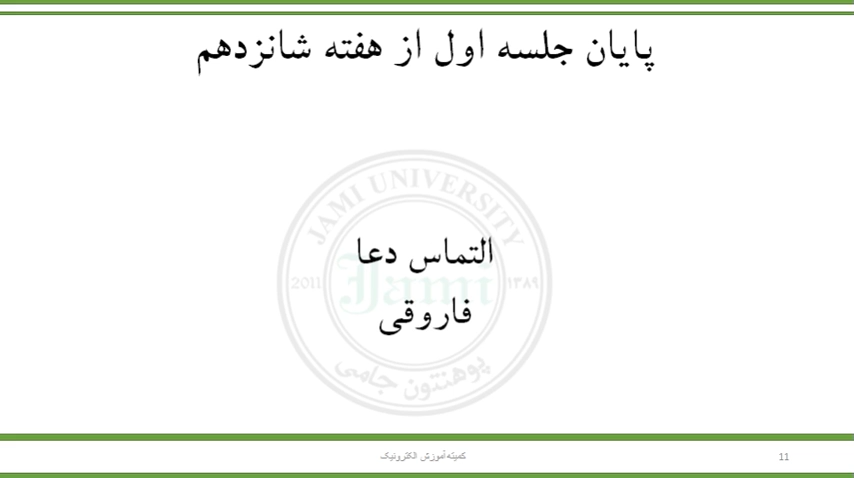 پایان جلسه اول از هفته شانزدهم
JAMI UNIVERSITY
التماس دعا
2011
Jami
۱۳۸۹
فاروقی
پوهنتون جامی
کمیته آموزش الکترونیک
11